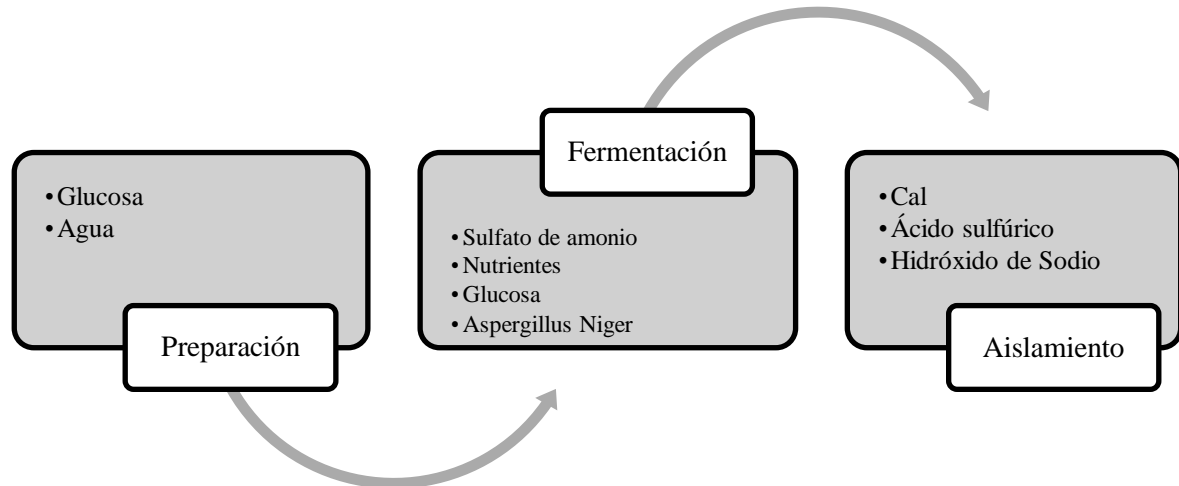 •Glucosa
•Agua
Preparación
Fermentación
•Sulfato de amonio
•Nutrientes
•Glucosa
•Aspergillus Niger
•Cal
•Ácido sulfúrico
•Hidróxido de Sodio
Aislamiento